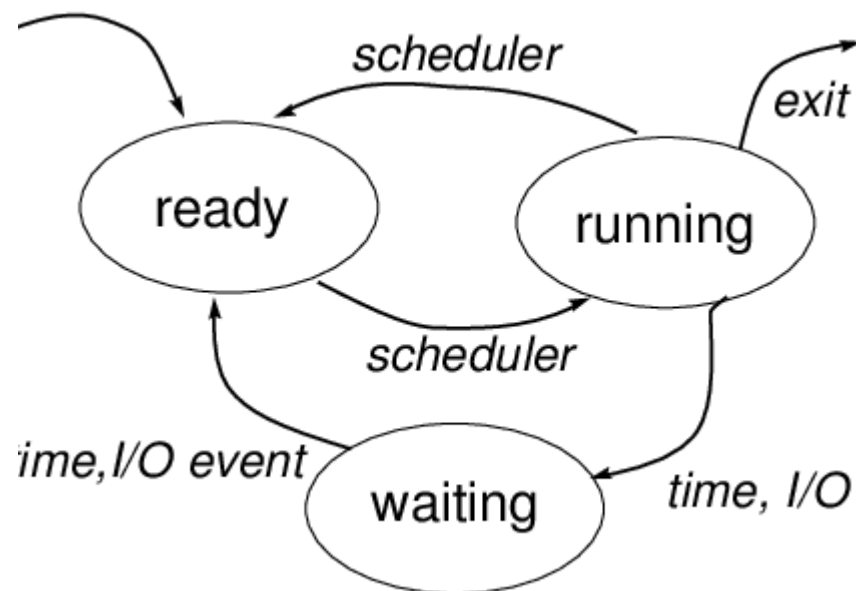 scheduler
exit
ready
running
scheduler
ime,I/O event
waiting
time, I/O